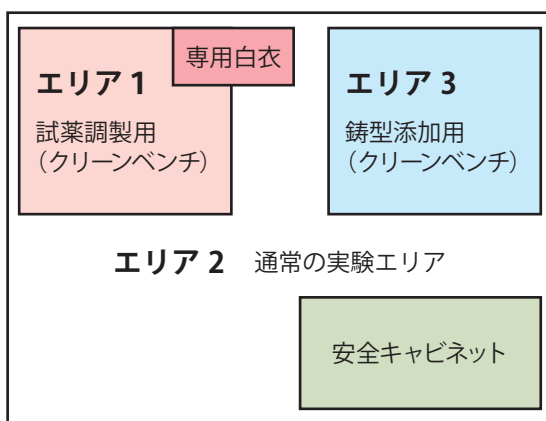 エリア 1
専用白衣
試薬調製用
（クリーンベンチ）
エリア 3
鋳型添加用
（クリーンベンチ）
エリア 2 通常の実験エリア
安全キャビネット